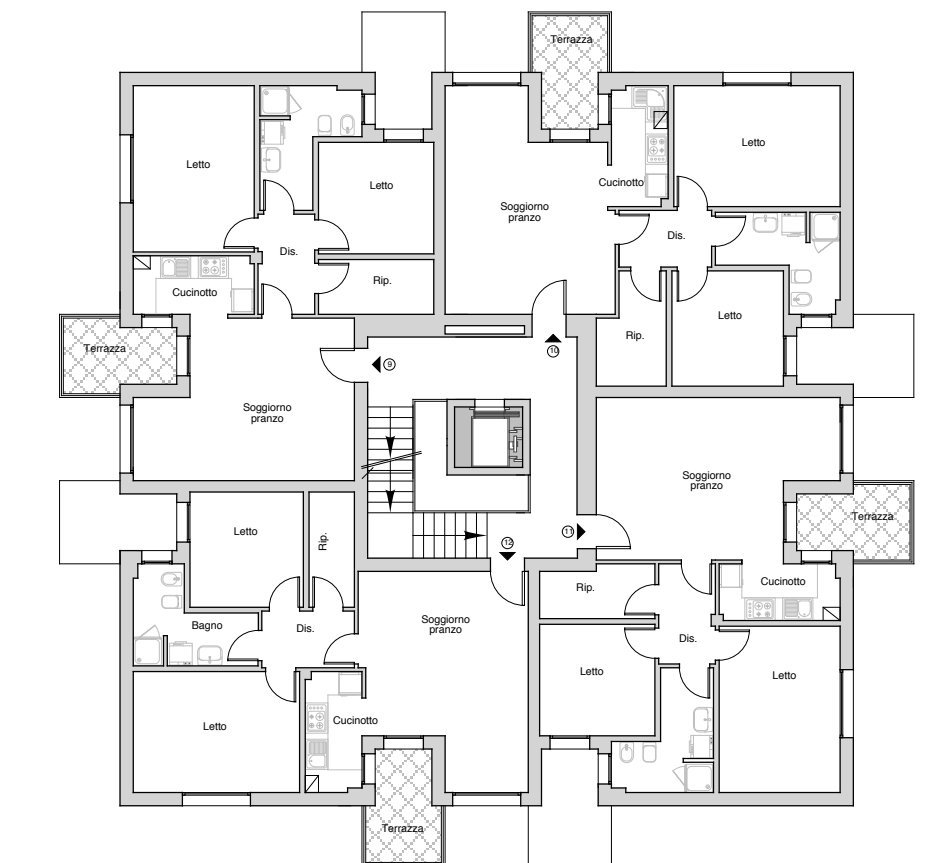 Terrazza
Letto
Letto
Letto
Cucinotto
Soggiorno
pranzo
Dis.
Dis.
Rip.
Cucinotto
Letto
Rip.
Terrazza
10
9
Soggiorno
pranzo
Soggiorno
pranzo
Terrazza
Letto
Rip.
11
12
Cucinotto
Rip.
Bagno
Dis.
Soggiorno
pranzo
Dis.
Letto
Letto
Letto
Cucinotto
Terrazza